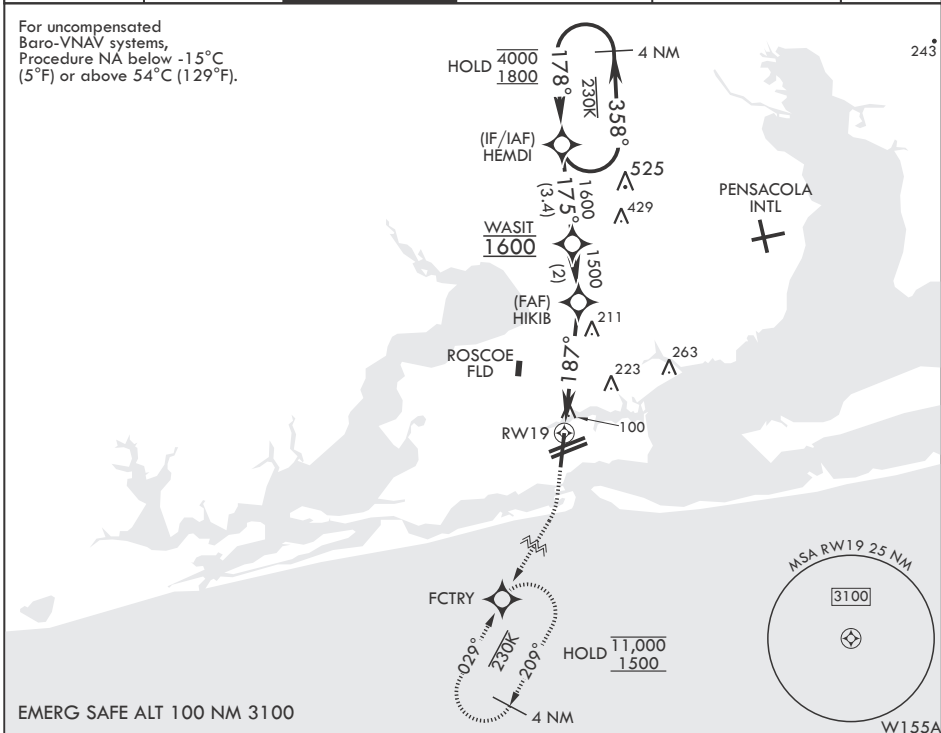 For uncompensated
Baro-VNAV systems,
Procedure NA below -15°C
(5°F) or above 54°C (129°F).
243
HOLD 4000
1800
178°
230K
358°
4 NM
(IF/IAF)
HEMDI
525
429
1600
175°
(3.4)
PENSACOLA
INTL
WASIT
1600
1500
(2)
(FAF)
HIKIB
211
187°
ROSCOE
FLD
223
263
100
RW19
FCTRY
029°
230K
209°
HOLD 11,000
1500
4 NM
MSA RW19 25 NM
3100
EMERG SAFE ALT 100 NM 3100
W155A